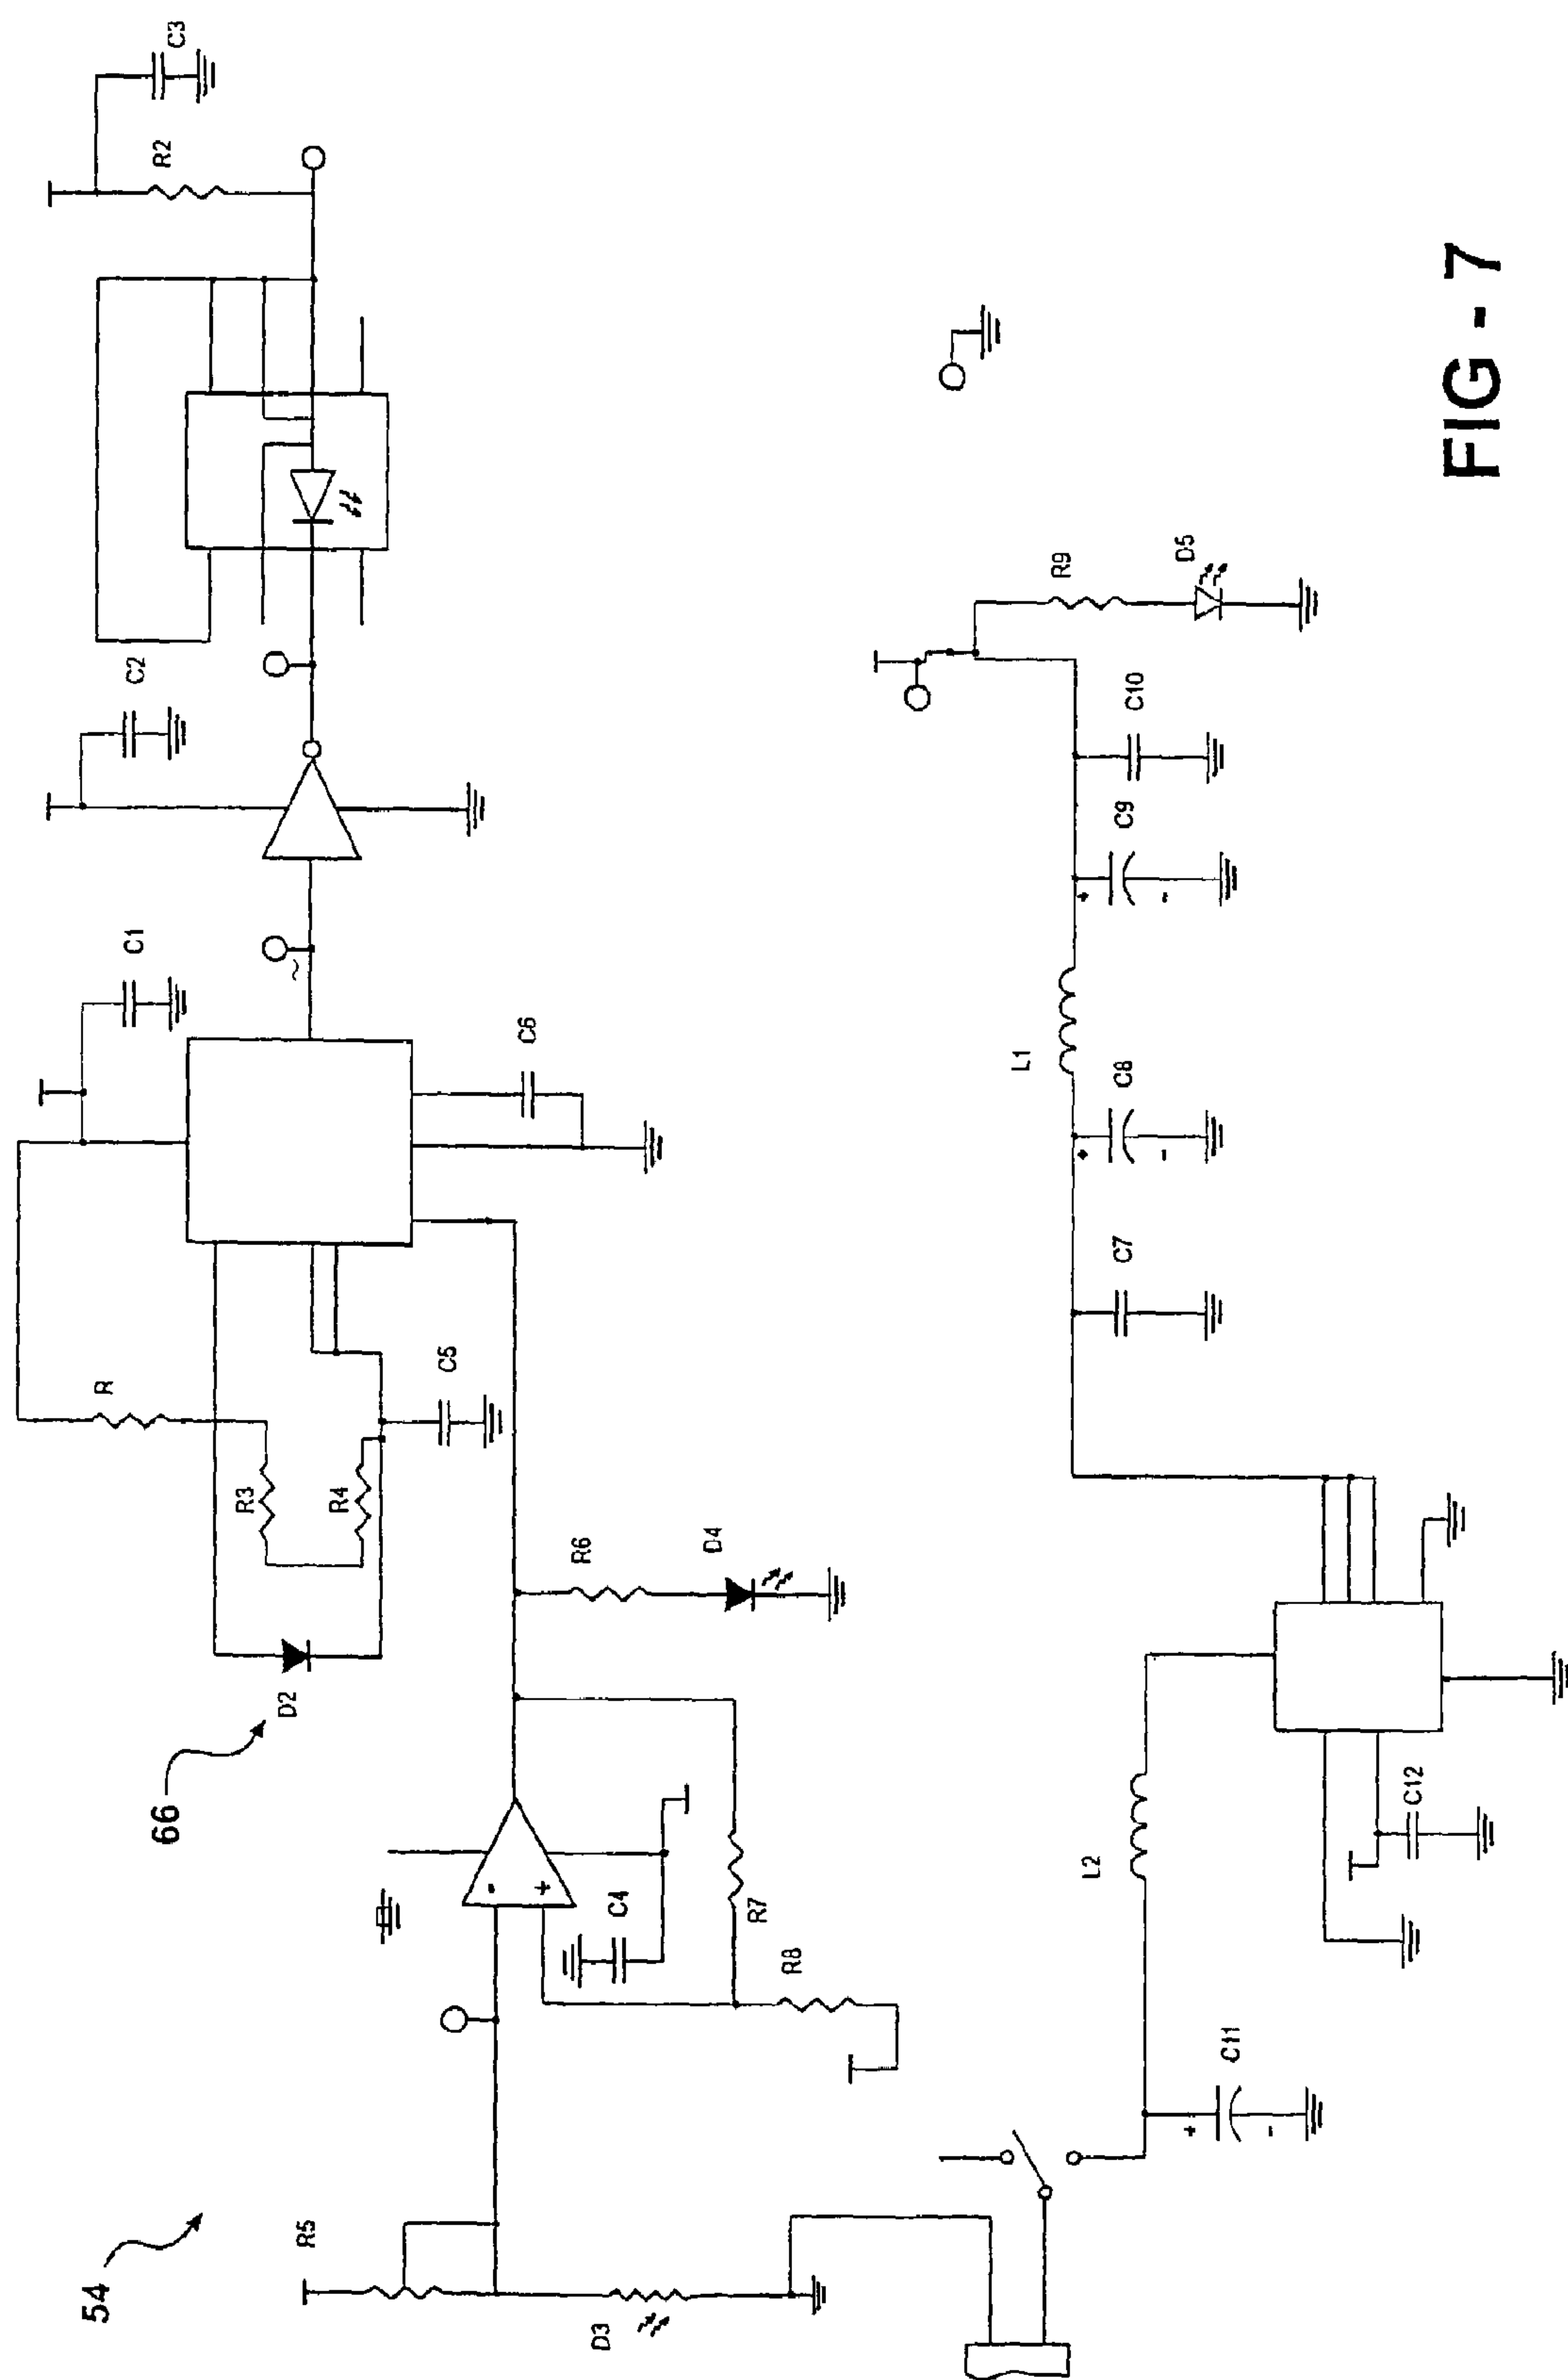 C3
R2
C2
C1
C6
R
R3
R4
C5
D2
66
R6
D4
-
+
C4
R7
R8
54
R5
D3
R9
D5
C10
C9
+
-
L1
C8
+
-
C7
L2
C12
C11
+
-
FIG - 7